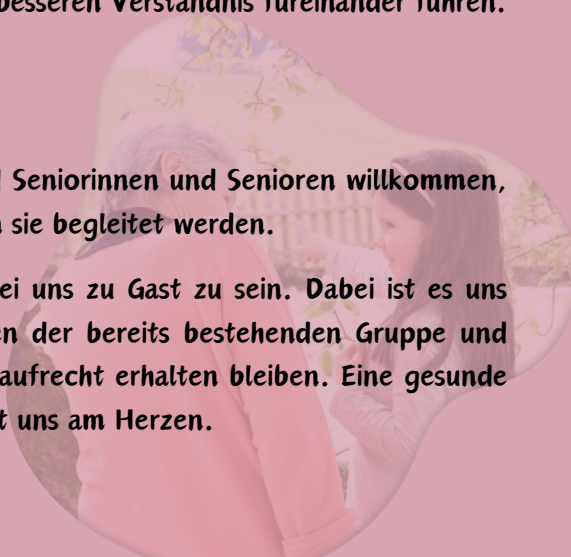 besseren Verständnis füreinander führen.
Seniorinnen und Senioren willkommen,
sie begleitet werden.
ei uns zu Gast zu sein. Dabei ist es uns
en der bereits bestehenden Gruppe und
aufrecht erhalten bleiben. Eine gesunde
t uns am Herzen.